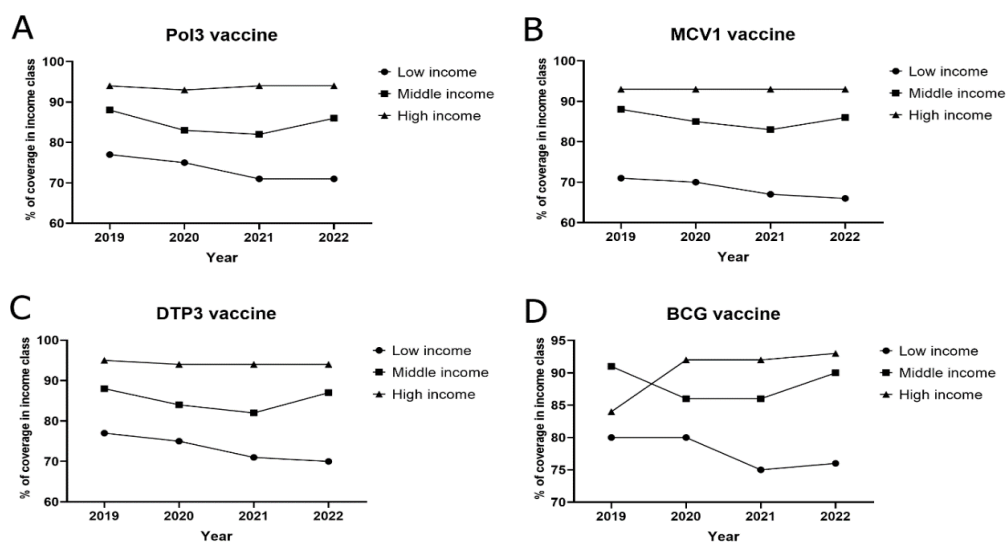 A
Pol3 vaccine
% of coverage in income class
100
90
80
70
60
2019
2020
2021
2022
Year
Low income
Middle income
High income
B
MCV1 vaccine
% of coverage in income class
100
90
80
70
60
2019
2020
2021
2022
Year
Low income
Middle income
High income
C
DTP3 vaccine
% of coverage in income class
100
90
80
70
60
2019
2020
2021
2022
Year
Low income
Middle income
High income
D
BCG vaccine
% of coverage in income class
95
90
85
80
75
70
2019
2020
2021
2022
Year
Low income
Middle income
High income